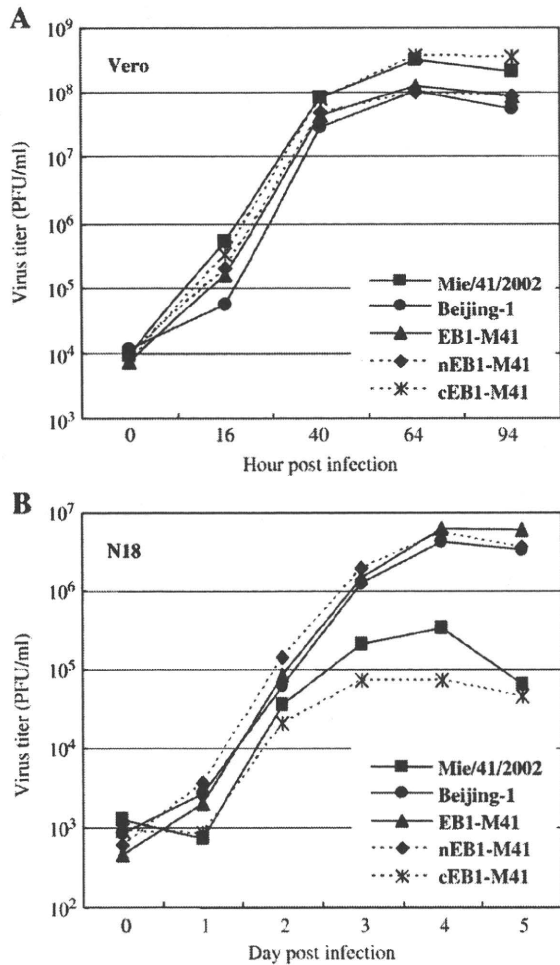 A
Vero
Virus titer (PFU/ml)
10⁹
10⁸
10⁷
10⁶
10⁵
10⁴
10³
0 16 40 64 94
Hour post infection
Mie/41/2002
Beijing-1
EB1-M41
nEB1-M41
cEB1-M41
B
N18
Virus titer (PFU/ml)
10⁷
10⁶
10⁵
10⁴
10³
10²
0 1 2 3 4 5
Day post infection
Mie/41/2002
Beijing-1
EB1-M41
nEB1-M41
cEB1-M41